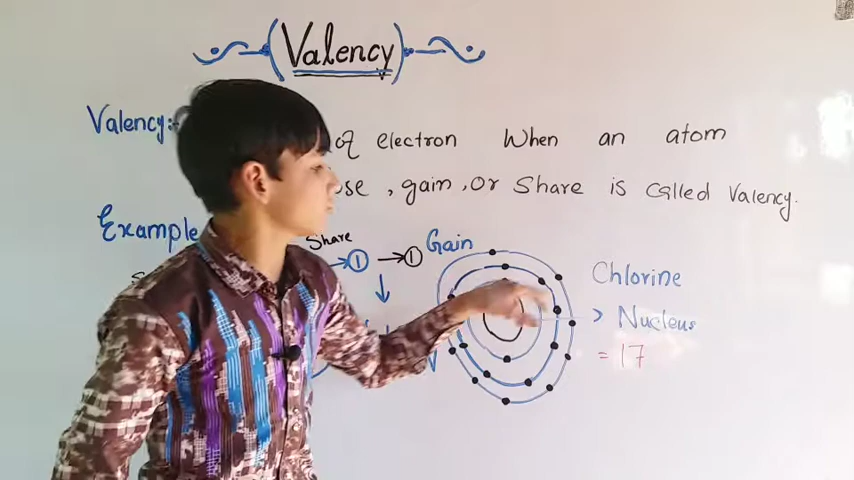 Valency
Valency:- of electron When an atom
ose, gain, or Share is called Valency.
Example
Share
① → ① Gain
Chlorine
> Nucleus
= 17